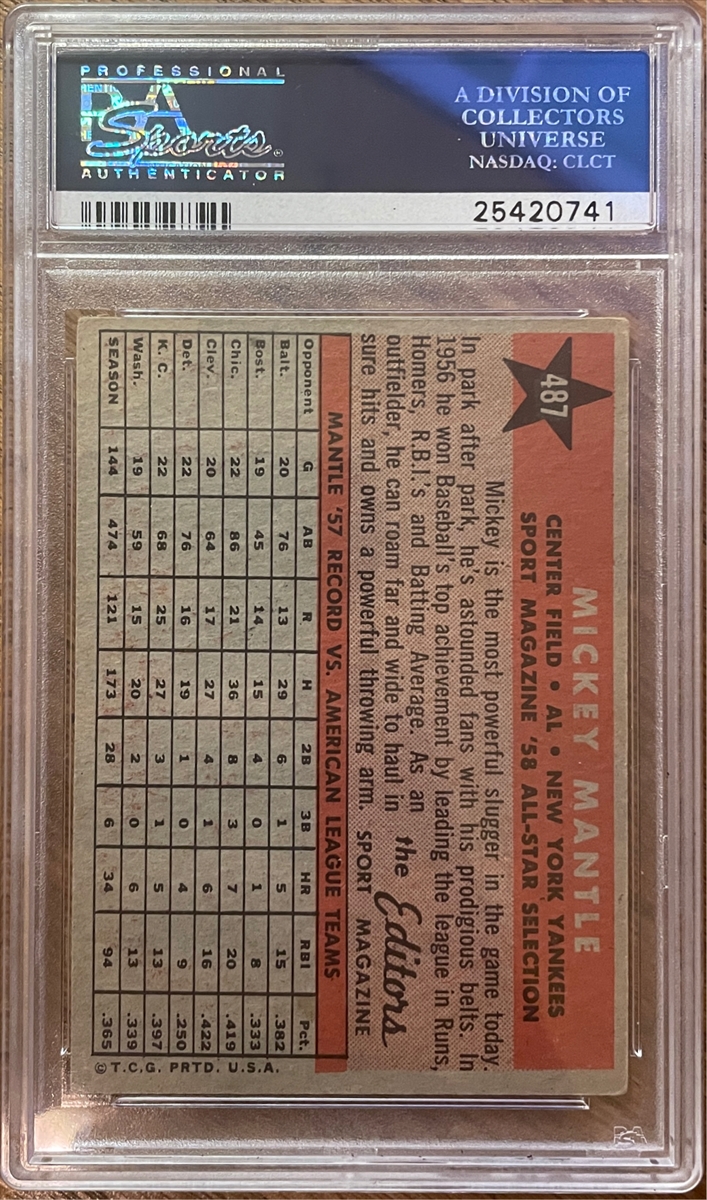 PROFESSIONAL
PSA
Sports
AUTHENTICATOR
A DIVISION OF
COLLECTORS
UNIVERSE
NASDAQ: CLCT
25420741
487
MICKEY MANTLE
CENTER FIELD • AL • NEW YORK YANKEES
SPORT MAGAZINE '58 ALL-STAR SELECTION
Mickey is the most powerful slugger in the game today.
In park after park, he's astounded fans with his prodigious belts. In
1956 he won Baseball's top achievement by leading the league in Runs,
Homers, R.B.I.'s and Batting Average. As an
outfielder, he can roam far and wide to haul in
sure hits and owns a powerful throwing arm.
the Editors
SPORT MAGAZINE
MANTLE '57 RECORD VS. AMERICAN LEAGUE TEAMS
Opponent G AB R H 2B 3B HR RBI Pct.
Balt. 20 76 13 29 6 1 5 15 .382
Bost. 19 45 14 15 4 0 1 8 .333
Chic. 22 86 21 36 8 3 7 20 .419
Clev. 20 64 17 27 4 1 6 16 .422
Det. 22 76 16 19 1 0 4 9 .250
K. C. 22 68 25 27 3 1 5 13 .397
Wash. 19 59 15 20 2 0 6 13 .339
SEASON 144 474 121 173 28 6 34 94 .365
© T.C.G. PRTD. U.S.A.